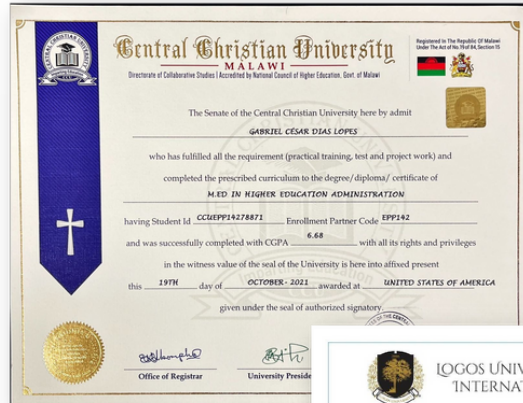 Central Christian University
MALAWI
Directorate of Collaborative Studies | Accredited by National Council of Higher Education, Govt. of Malawi
Registered In The Republic Of Malawi
Under The Act of No.19of 84, Section 15
CENTRAL CHRISTIAN UNIVERSITY
The Senate of the Central Christian University here by admit
GABRIEL CÉSAR DIAS LOPES
who has fulfilled all the requirement (practical training, test and project work) and
completed the prescribed curriculum to the degree/diploma/ certificate of
M.ED IN HIGHER EDUCATION ADMINISTRATION
having Student Id CCUEPP14278871 Enrollment Partner Code EPP142
and was successfully completed with CGPA 6.68 with all its rights and privileges
in the witness value of the seal of the University is here into affixed present
this 19TH day of OCTOBER- 2021 awarded at UNITED STATES OF AMERICA
given under the seal of authorized signatory.
Office of Registrar
University Preside
LOGOS UNIV
INTERNA